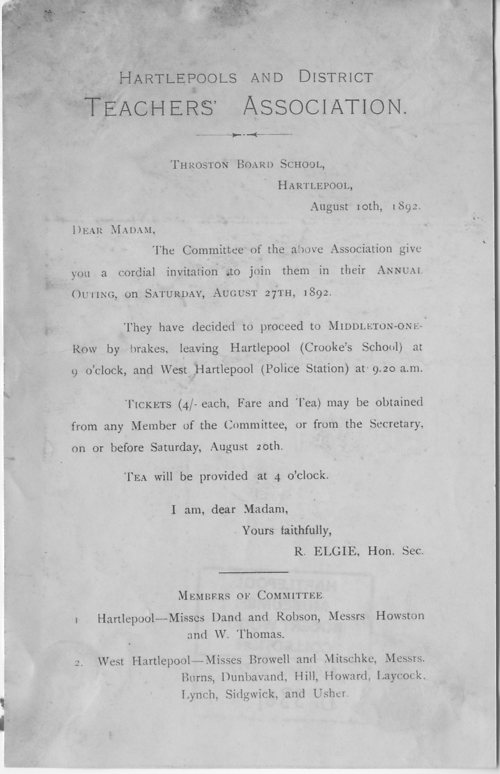 HARTLEPOOLS AND DISTRICT
TEACHERS' ASSOCIATION.
THROSTON BOARD SCHOOL,
HARTLEPOOL,
August 10th, 1892.
DEAR MADAM,
The Committee of the above Association give
you a cordial invitation to join them in their ANNUAL
OUTING, on SATURDAY, AUGUST 27TH, 1892.
They have decided to proceed to MIDDLETON-ONE-
ROW by brakes, leaving Hartlepool (Crooke's School) at
9 o'clock, and West Hartlepool (Police Station) at 9.20 a.m.
TICKETS (4/- each, Fare and Tea) may be obtained
from any Member of the Committee, or from the Secretary,
on or before Saturday, August 20th.
TEA will be provided at 4 o'clock.
I am, dear Madam,
Yours faithfully,
R. ELGIE, Hon. Sec.
MEMBERS OF COMMITTEE
1 Hartlepool—Misses Dand and Robson, Messrs Howston
and W. Thomas.
2. West Hartlepool—Misses Browell and Mitschke, Messrs.
Burns, Dunbavand, Hill, Howard, Laycock,
Lynch, Sidgwick, and Usher.